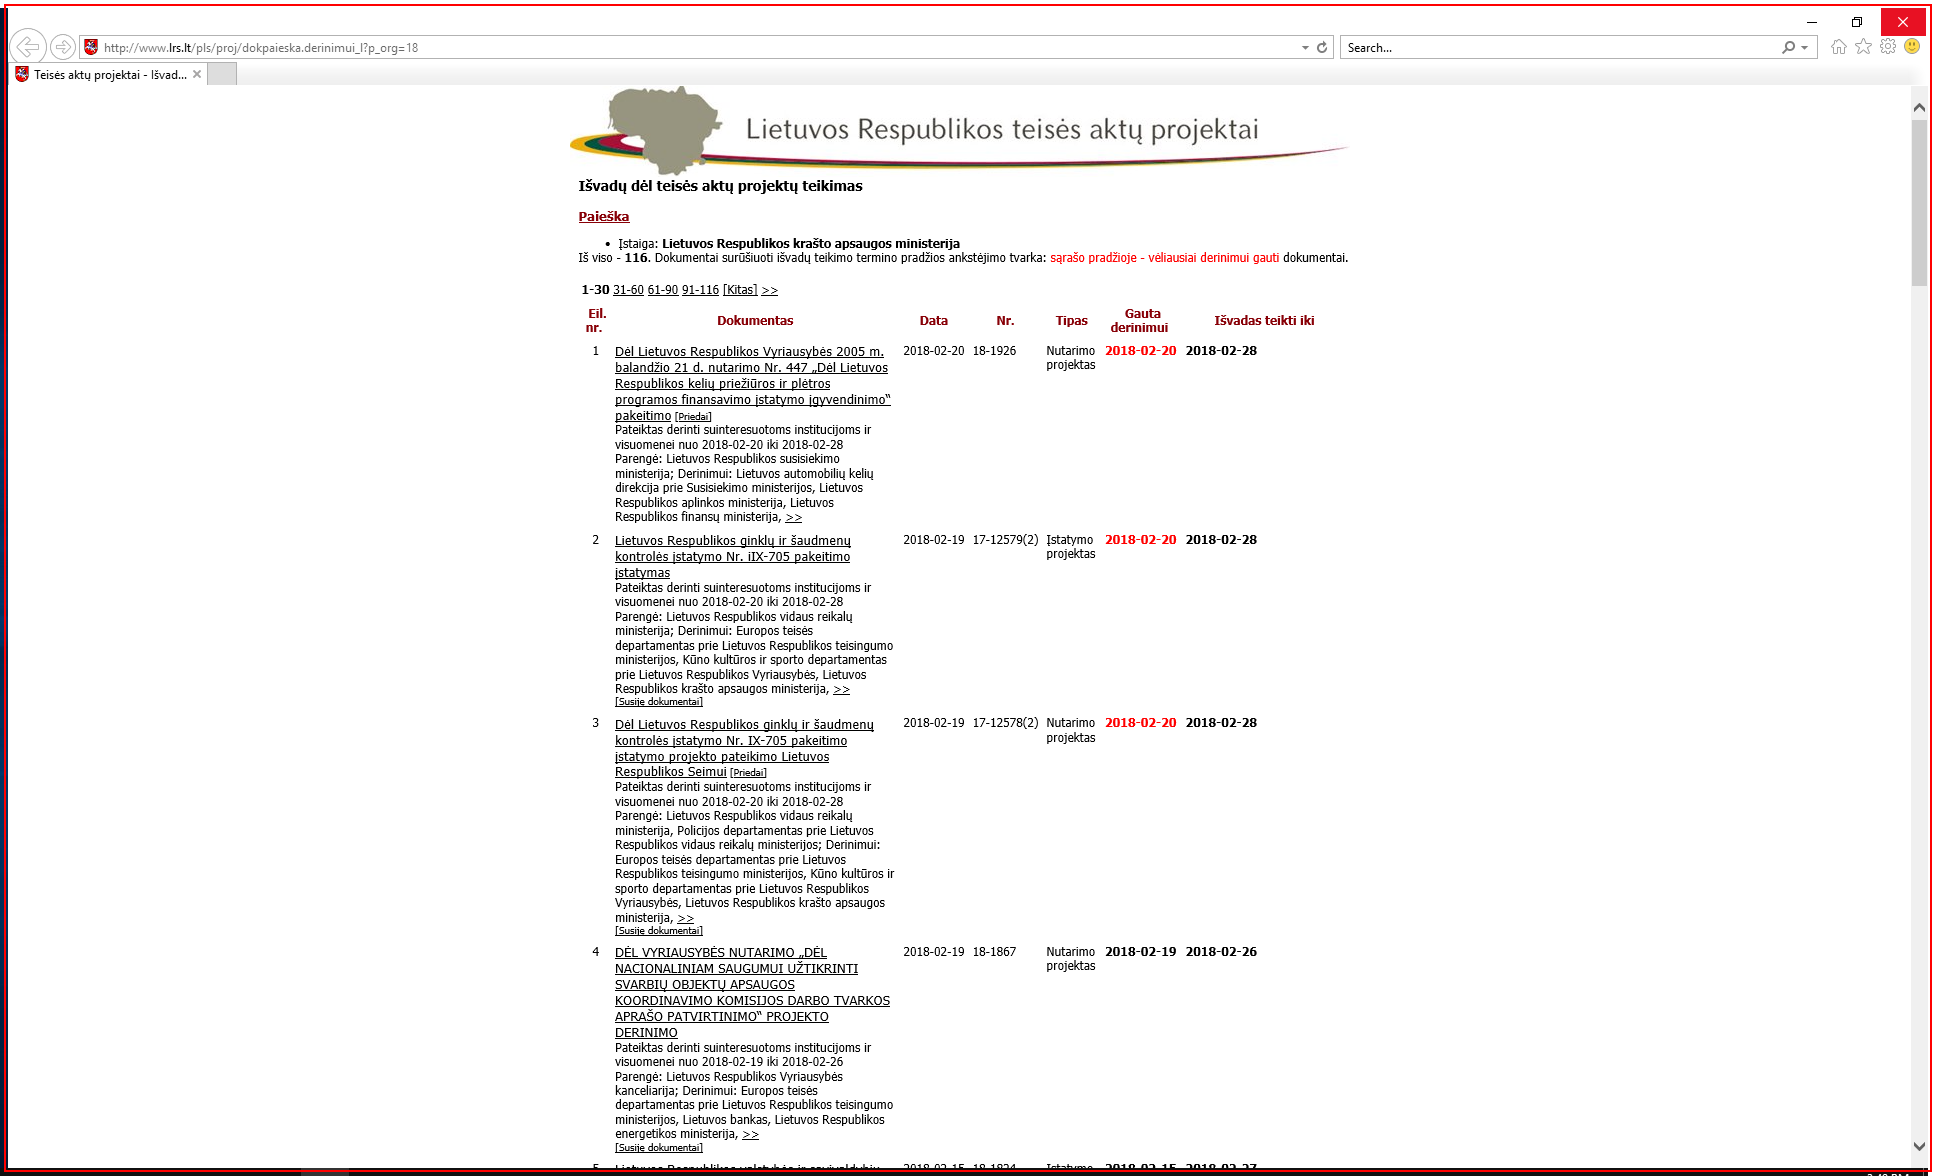 http://www.lrs.lt/pls/proj/dokpaieska.derinimui_l?p_org=18
Search...
Teisės aktų projektai - Išvad...
Lietuvos Respublikos teisės aktų projektai
Išvadų dėl teisės aktų projektų teikimas
Paieška
• Įstaiga: Lietuvos Respublikos krašto apsaugos ministerija
Iš viso - 116. Dokumentai surūšiuoti išvadų teikimo termino pradžios ankstėjimo tvarka: sąrašo pradžioje - vėliausiai derinimui gauti dokumentai.
1-30 31-60 61-90 91-116 [Kitas] >>
Eil. nr. Dokumentas Data Nr. Tipas Gauta derinimui Išvadas teikti iki
1 Dėl Lietuvos Respublikos Vyriausybės 2005 m. 2018-02-20 18-1926 Nutarimo projektas 2018-02-20 2018-02-28
balandžio 21 d. nutarimo Nr. 447 „Dėl Lietuvos
Respublikos kelių priežiūros ir plėtros
programos finansavimo įstatymo įgyvendinimo“
pakeitimo [Priedai]
Pateiktas derinti suinteresuotoms institucijoms ir
visuomenei nuo 2018-02-20 iki 2018-02-28
Parengė: Lietuvos Respublikos susisiekimo
ministerija; Derinimui: Lietuvos automobilių kelių
direkcija prie Susisiekimo ministerijos, Lietuvos
Respublikos aplinkos ministerija, Lietuvos
Respublikos finansų ministerija, >>
2 Lietuvos Respublikos ginklų ir šaudmenų 2018-02-19 17-12579(2) Įstatymo projektas 2018-02-20 2018-02-28
kontrolės įstatymo Nr. iIX-705 pakeitimo
įstatymas
Pateiktas derinti suinteresuotoms institucijoms ir
visuomenei nuo 2018-02-20 iki 2018-02-28
Parengė: Lietuvos Respublikos vidaus reikalų
ministerija; Derinimui: Europos teisės
departamentas prie Lietuvos Respublikos teisingumo
ministerijos, Kūno kultūros ir sporto departamentas
prie Lietuvos Respublikos Vyriausybės, Lietuvos
Respublikos krašto apsaugos ministerija, >>
[Susiję dokumentai]
3 Dėl Lietuvos Respublikos ginklų ir šaudmenų 2018-02-19 17-12578(2) Nutarimo projektas 2018-02-20 2018-02-28
kontrolės įstatymo Nr. IX-705 pakeitimo
įstatymo projekto pateikimo Lietuvos
Respublikos Seimui [Priedai]
Pateiktas derinti suinteresuotoms institucijoms ir
visuomenei nuo 2018-02-20 iki 2018-02-28
Parengė: Lietuvos Respublikos vidaus reikalų
ministerija, Policijos departamentas prie Lietuvos
Respublikos vidaus reikalų ministerijos; Derinimui:
Europos teisės departamentas prie Lietuvos
Respublikos teisingumo ministerijos, Kūno kultūros ir
sporto departamentas prie Lietuvos Respublikos
Vyriausybės, Lietuvos Respublikos krašto apsaugos
ministerija, >>
[Susiję dokumentai]
4 DĖL VYRIAUSYBĖS NUTARIMO „DĖL 2018-02-19 18-1867 Nutarimo projektas 2018-02-19 2018-02-26
NACIONALINIAM SAUGUMUI UŽTIKRINTI
SVARBIŲ OBJEKTŲ APSAUGOS
KOORDINAVIMO KOMISIJOS DARBO TVARKOS
APRAŠO PATVIRTINIMO“ PROJEKTO
DERINIMO
Pateiktas derinti suinteresuotoms institucijoms ir
visuomenei nuo 2018-02-19 iki 2018-02-26
Parengė: Lietuvos Respublikos Vyriausybės
kanceliarija; Derinimui: Europos teisės
departamentas prie Lietuvos Respublikos teisingumo
ministerijos, Lietuvos bankas, Lietuvos Respublikos
energetikos ministerija, >>
[Susiję dokumentai]
5 Lietuvos Respublikos valstybės ir savivaldybių 2018-02-15 18-1824 Įstatymo 2018-02-15 2018-02-27